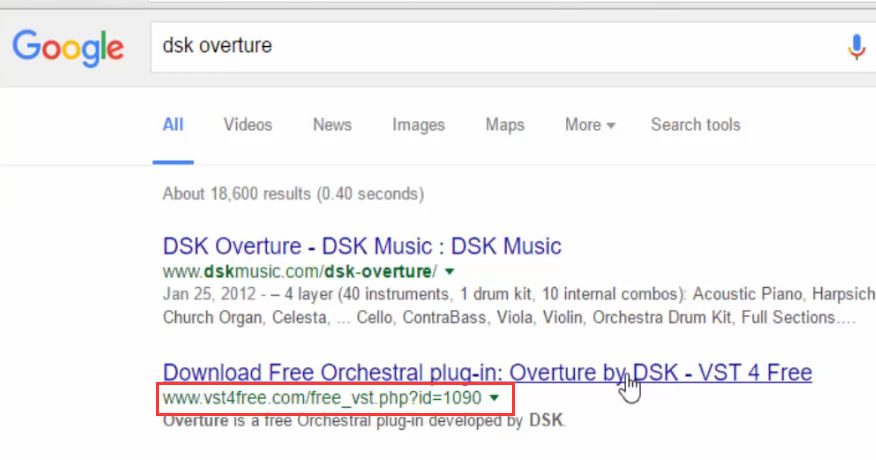 Google
dsk overture
All Videos News Images Maps More Search tools
About 18,600 results (0.40 seconds)
DSK Overture - DSK Music : DSK Music
www.dskmusic.com/dsk-overture/
Jan 25, 2012 - – 4 layer (40 instruments, 1 drum kit, 10 internal combos): Acoustic Piano, Harpsich
Church Organ, Celesta, ... Cello, ContraBass, Viola, Violin, Orchestra Drum Kit, Full Sections....
Download Free Orchestral plug-in: Overture by DSK - VST 4 Free
www.vst4free.com/free_vst.php?id=1090
Overture is a free Orchestral plug-in developed by DSK.